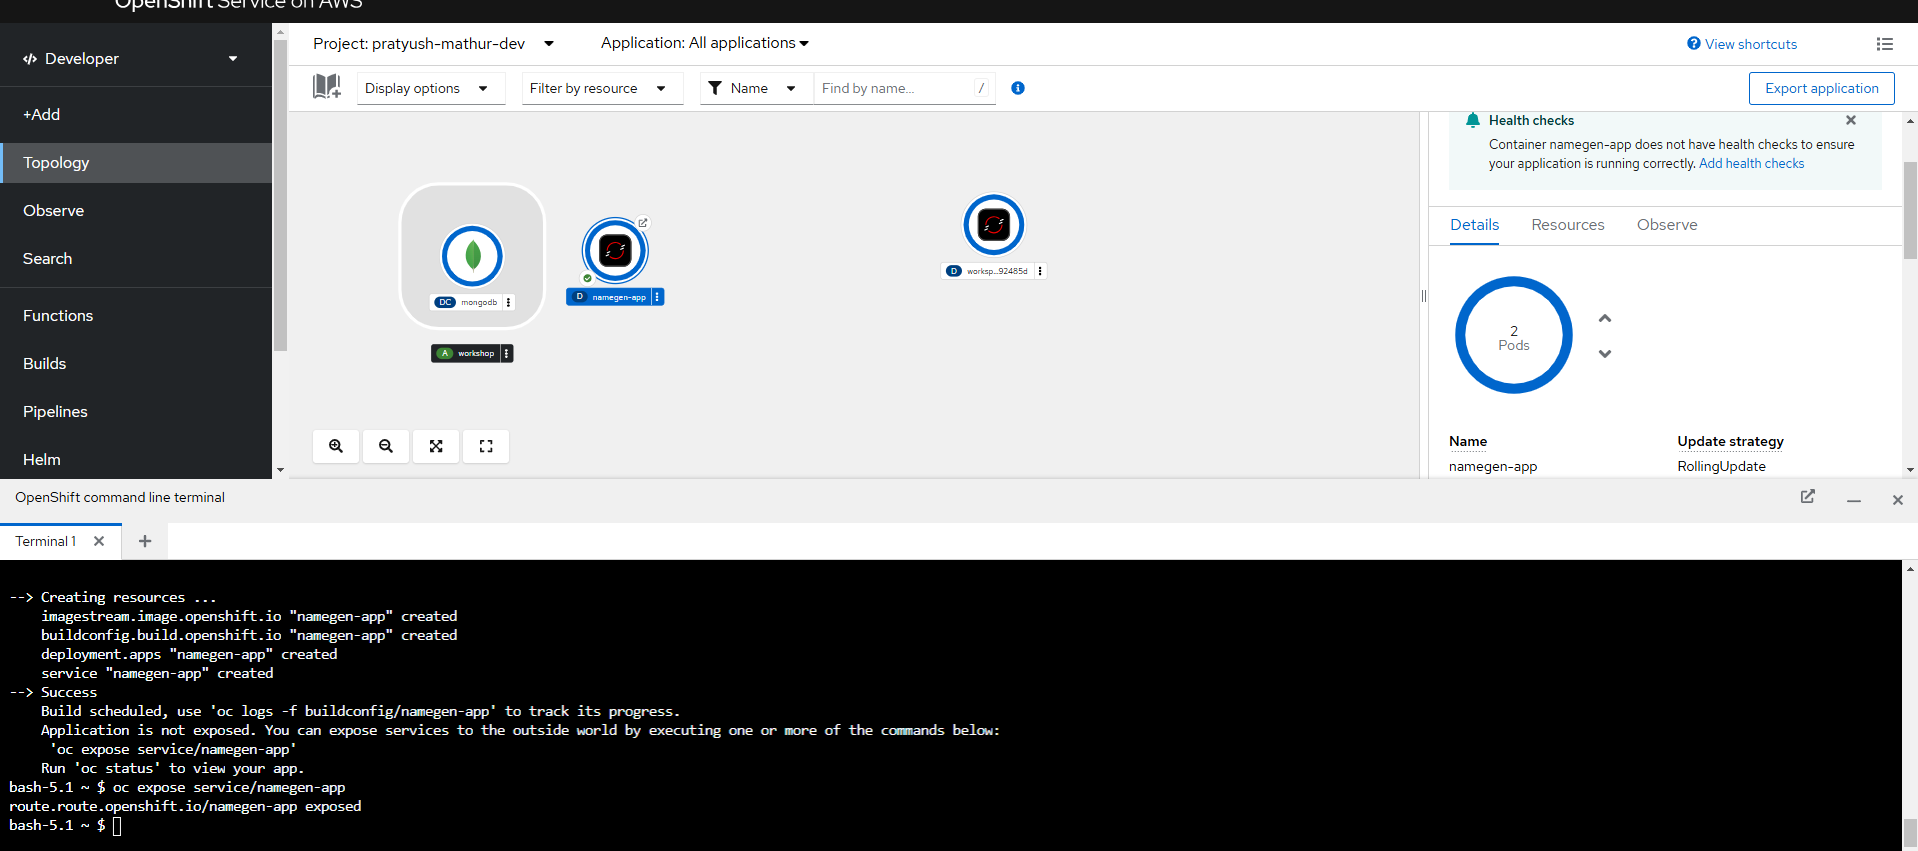 OpenShift Service on AWS
Developer
+Add
Topology
Observe
Search
Functions
Builds
Pipelines
Helm
Project: pratyush-mathur-dev
Application: All applications
View shortcuts
Display options
Filter by resource
Name
Find by name...
/
Export application
DC mongodb
A workshop
D namegen-app
D worksp...92485d
Health checks
Container namegen-app does not have health checks to ensure
your application is running correctly. Add health checks
Details Resources Observe
2
Pods
Name
namegen-app
Update strategy
RollingUpdate
OpenShift command line terminal
Terminal 1
--> Creating resources ...
imagestream.image.openshift.io "namegen-app" created
buildconfig.build.openshift.io "namegen-app" created
deployment.apps "namegen-app" created
service "namegen-app" created
--> Success
Build scheduled, use 'oc logs -f buildconfig/namegen-app' to track its progress.
Application is not exposed. You can expose services to the outside world by executing one or more of the commands below:
'oc expose service/namegen-app'
Run 'oc status' to view your app.
bash-5.1 ~ $ oc expose service/namegen-app
route.route.openshift.io/namegen-app exposed
bash-5.1 ~ $